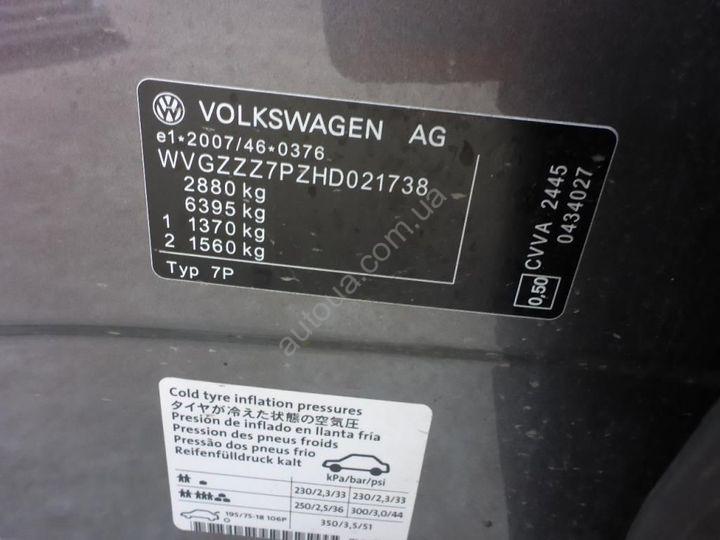 VOLKSWAGEN AG
e1*2007/46*0376
WVGZZZ7PZHD021738
2880 kg
6395 kg
1 1370 kg
2 1560 kg
Typ 7P
0,50
CVVA 2445
0434027
autoua.com.ua
Cold tyre inflation pressures
タイヤが冷えた状態の空気圧
Presión de inflado en llanta fría
Pression des pneus froids
Pressão dos pneus frio
Reifenfülldruck kalt
kPa/bar/psi
230/2,3/33 230/2,3/33
250/2,5/36 300/3,0/44
195/75-18 106P
350/3,5/51